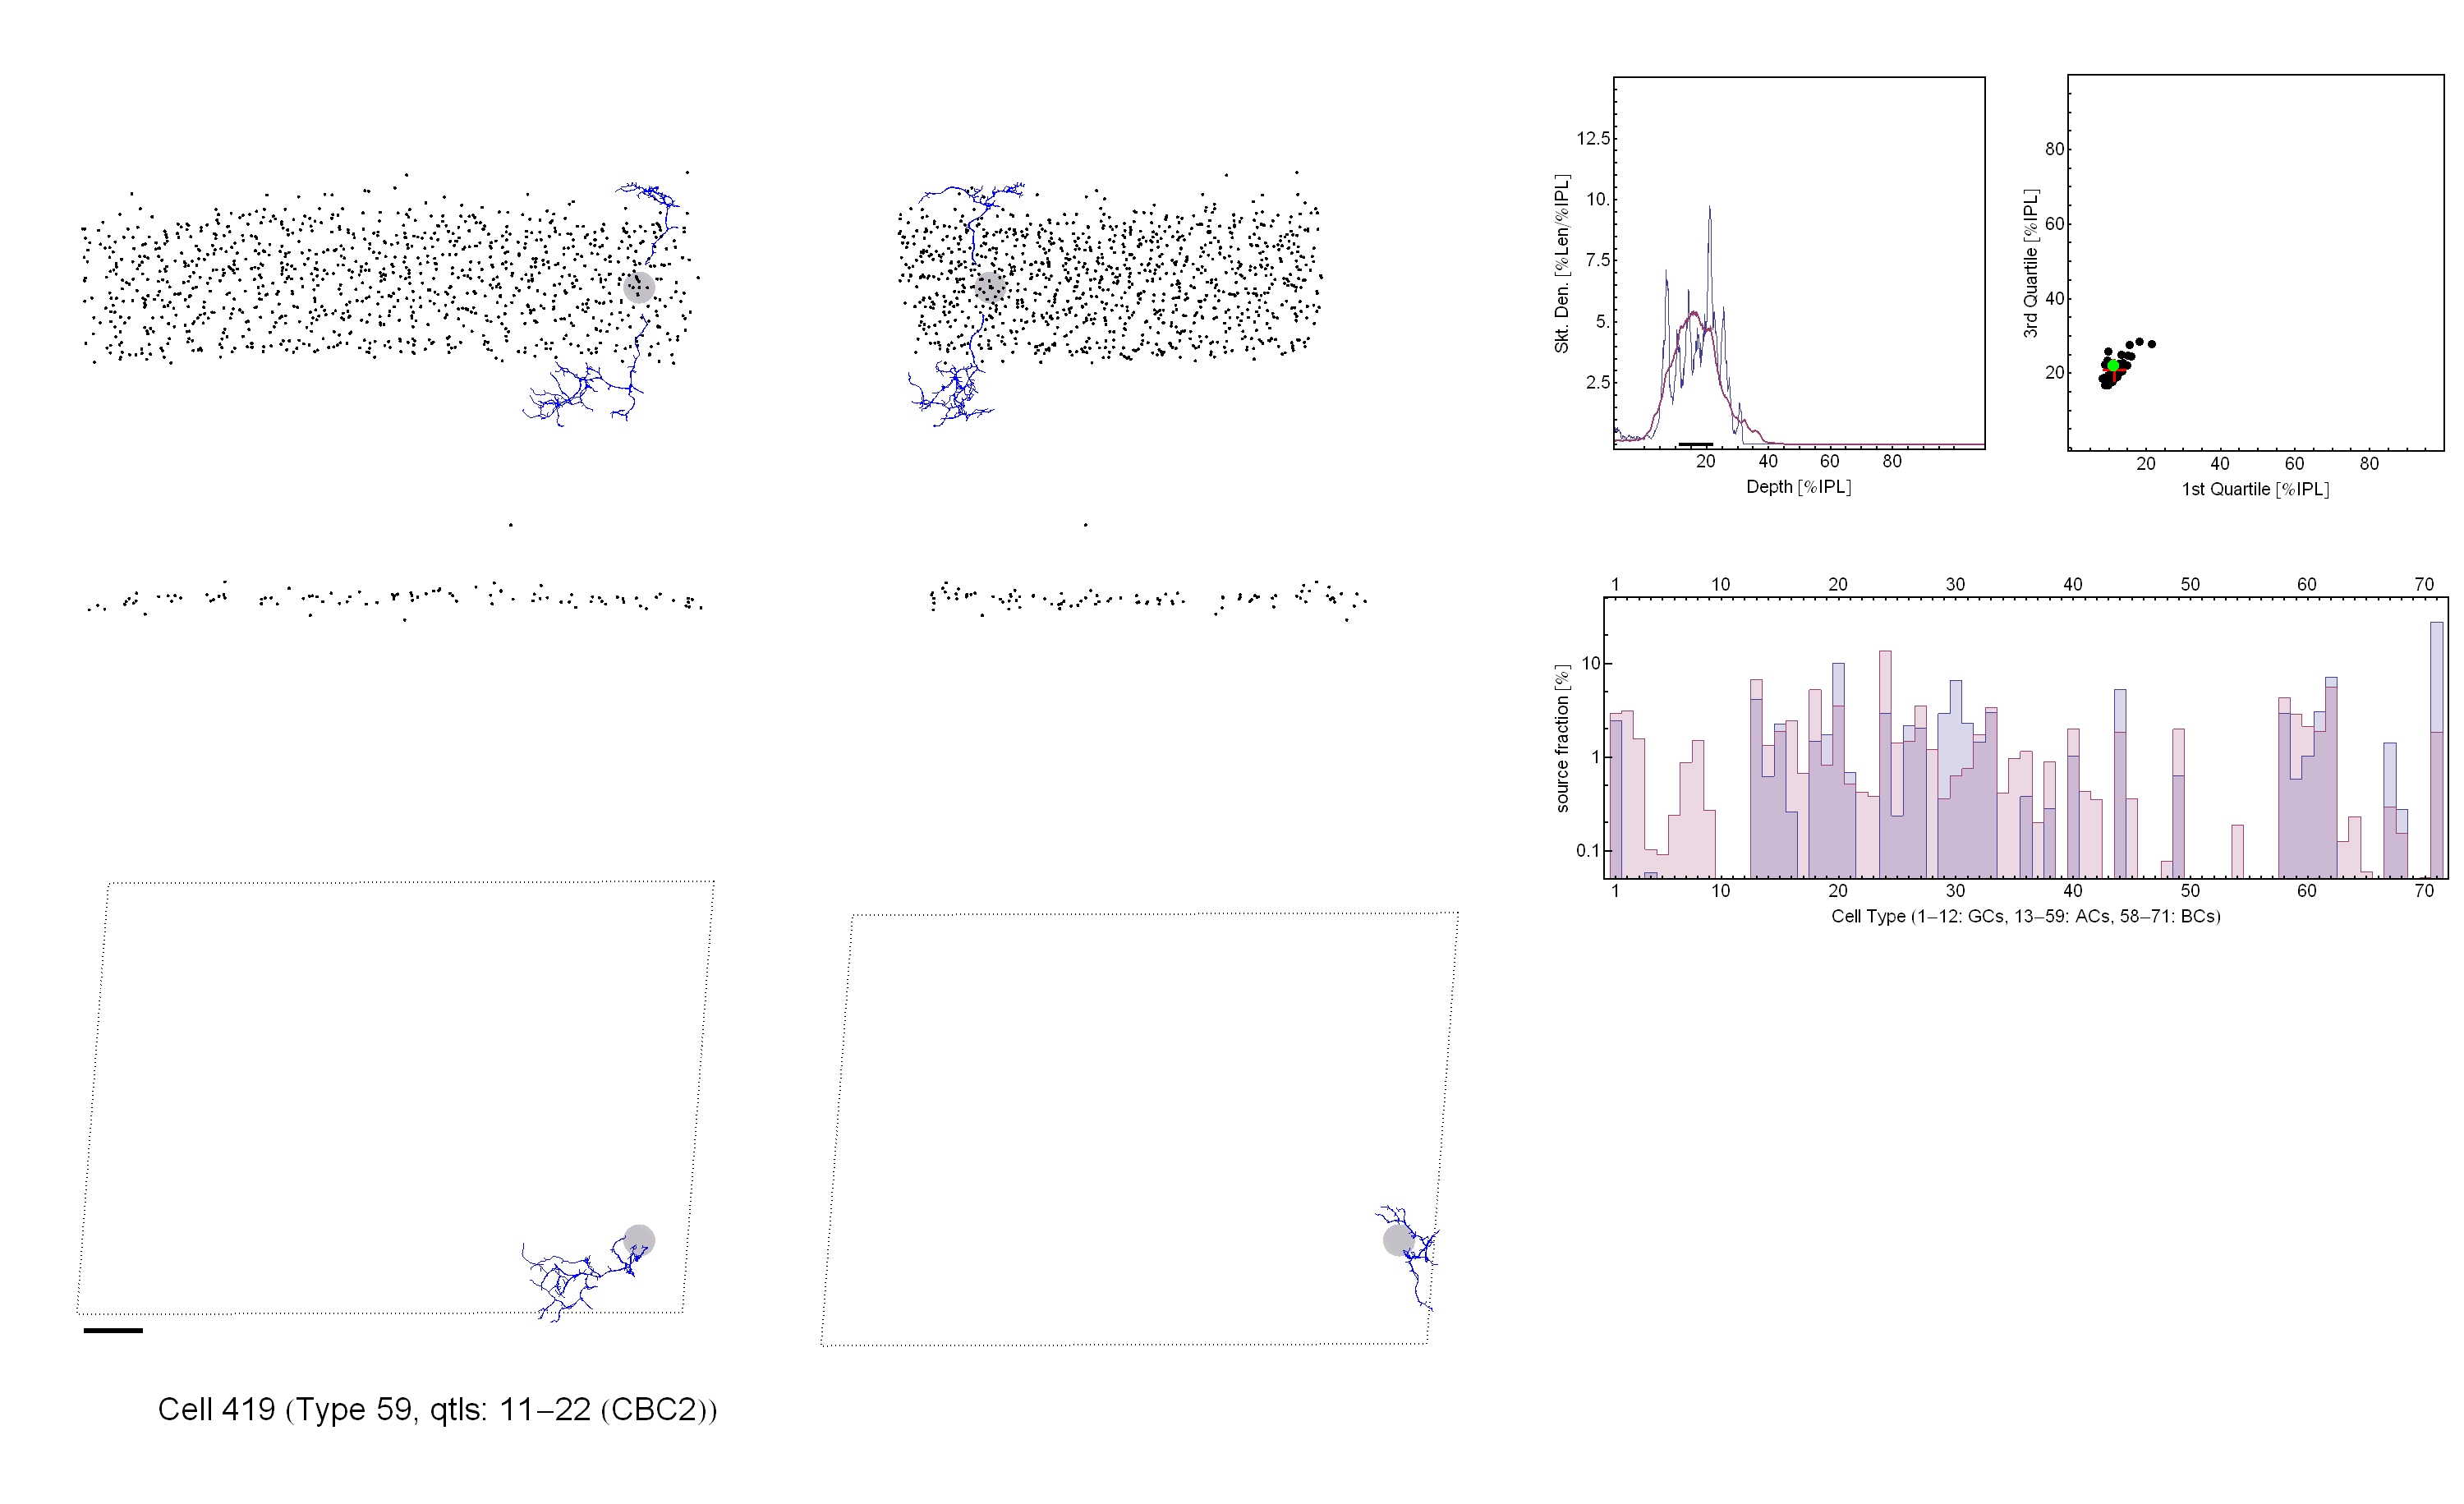 12.5
10.
7.5
5.
2.5
Skt. Den. [%Len/%IPL]
20 40 60 80
Depth [%IPL]
80
60
40
20
3rd Quartile [%IPL]
20 40 60 80
1st Quartile [%IPL]
1 10 20 30 40 50 60 70
10
1
0.1
source fraction [%]
1 10 20 30 40 50 60 70
Cell Type (1–12: GCs, 13–59: ACs, 58–71: BCs)
Cell 419 (Type 59, qtls: 11–22 (CBC2))